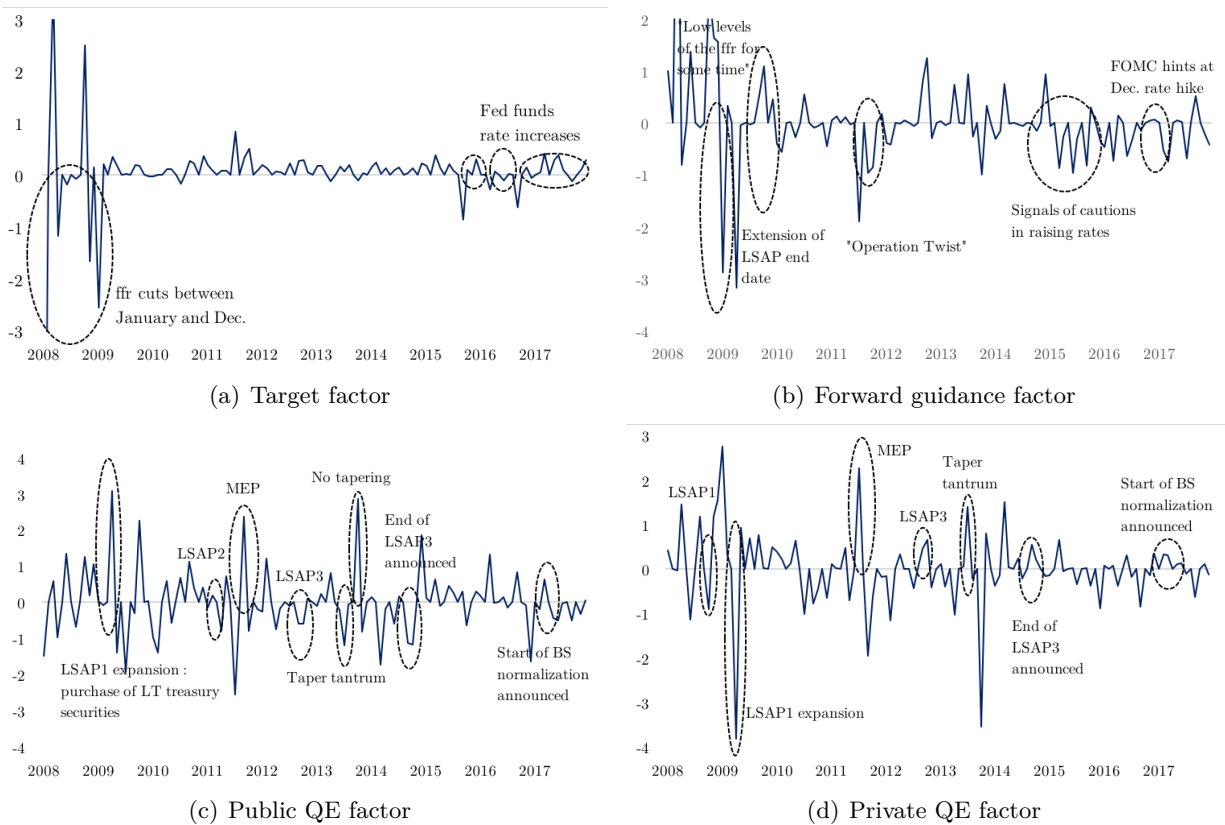 3
2
1
0
-1
-2
-3
Fed funds
rate increases
ffr cuts between
January and Dec.
2008 2009 2010 2011 2012 2013 2014 2015 2016 2017
(a) Target factor
2
1
0
-1
-2
-3
-4
"Low levels
of the ffr for
some time"
FOMC hints at
Dec. rate hike
Extension of
LSAP end
date
"Operation Twist"
Signals of cautions
in raising rates
2008 2009 2010 2011 2012 2013 2014 2015 2016 2017
(b) Forward guidance factor
4
3
2
1
0
-1
-2
-3
-4
MEP
No tapering
End of
LSAP3
announced
LSAP2
LSAP3
LSAP1 expansion :
purchase of LT treasury
securities
Taper tantrum
Start of BS
normalization
announced
2008 2009 2010 2011 2012 2013 2014 2015 2016 2017
(c) Public QE factor
3
2
1
0
-1
-2
-3
-4
LSAP1
MEP
Taper
tantrum
LSAP3
Start of BS
normalization
announced
End of
LSAP3
announced
LSAP1 expansion
2008 2009 2010 2011 2012 2013 2014 2015 2016 2017
(d) Private QE factor